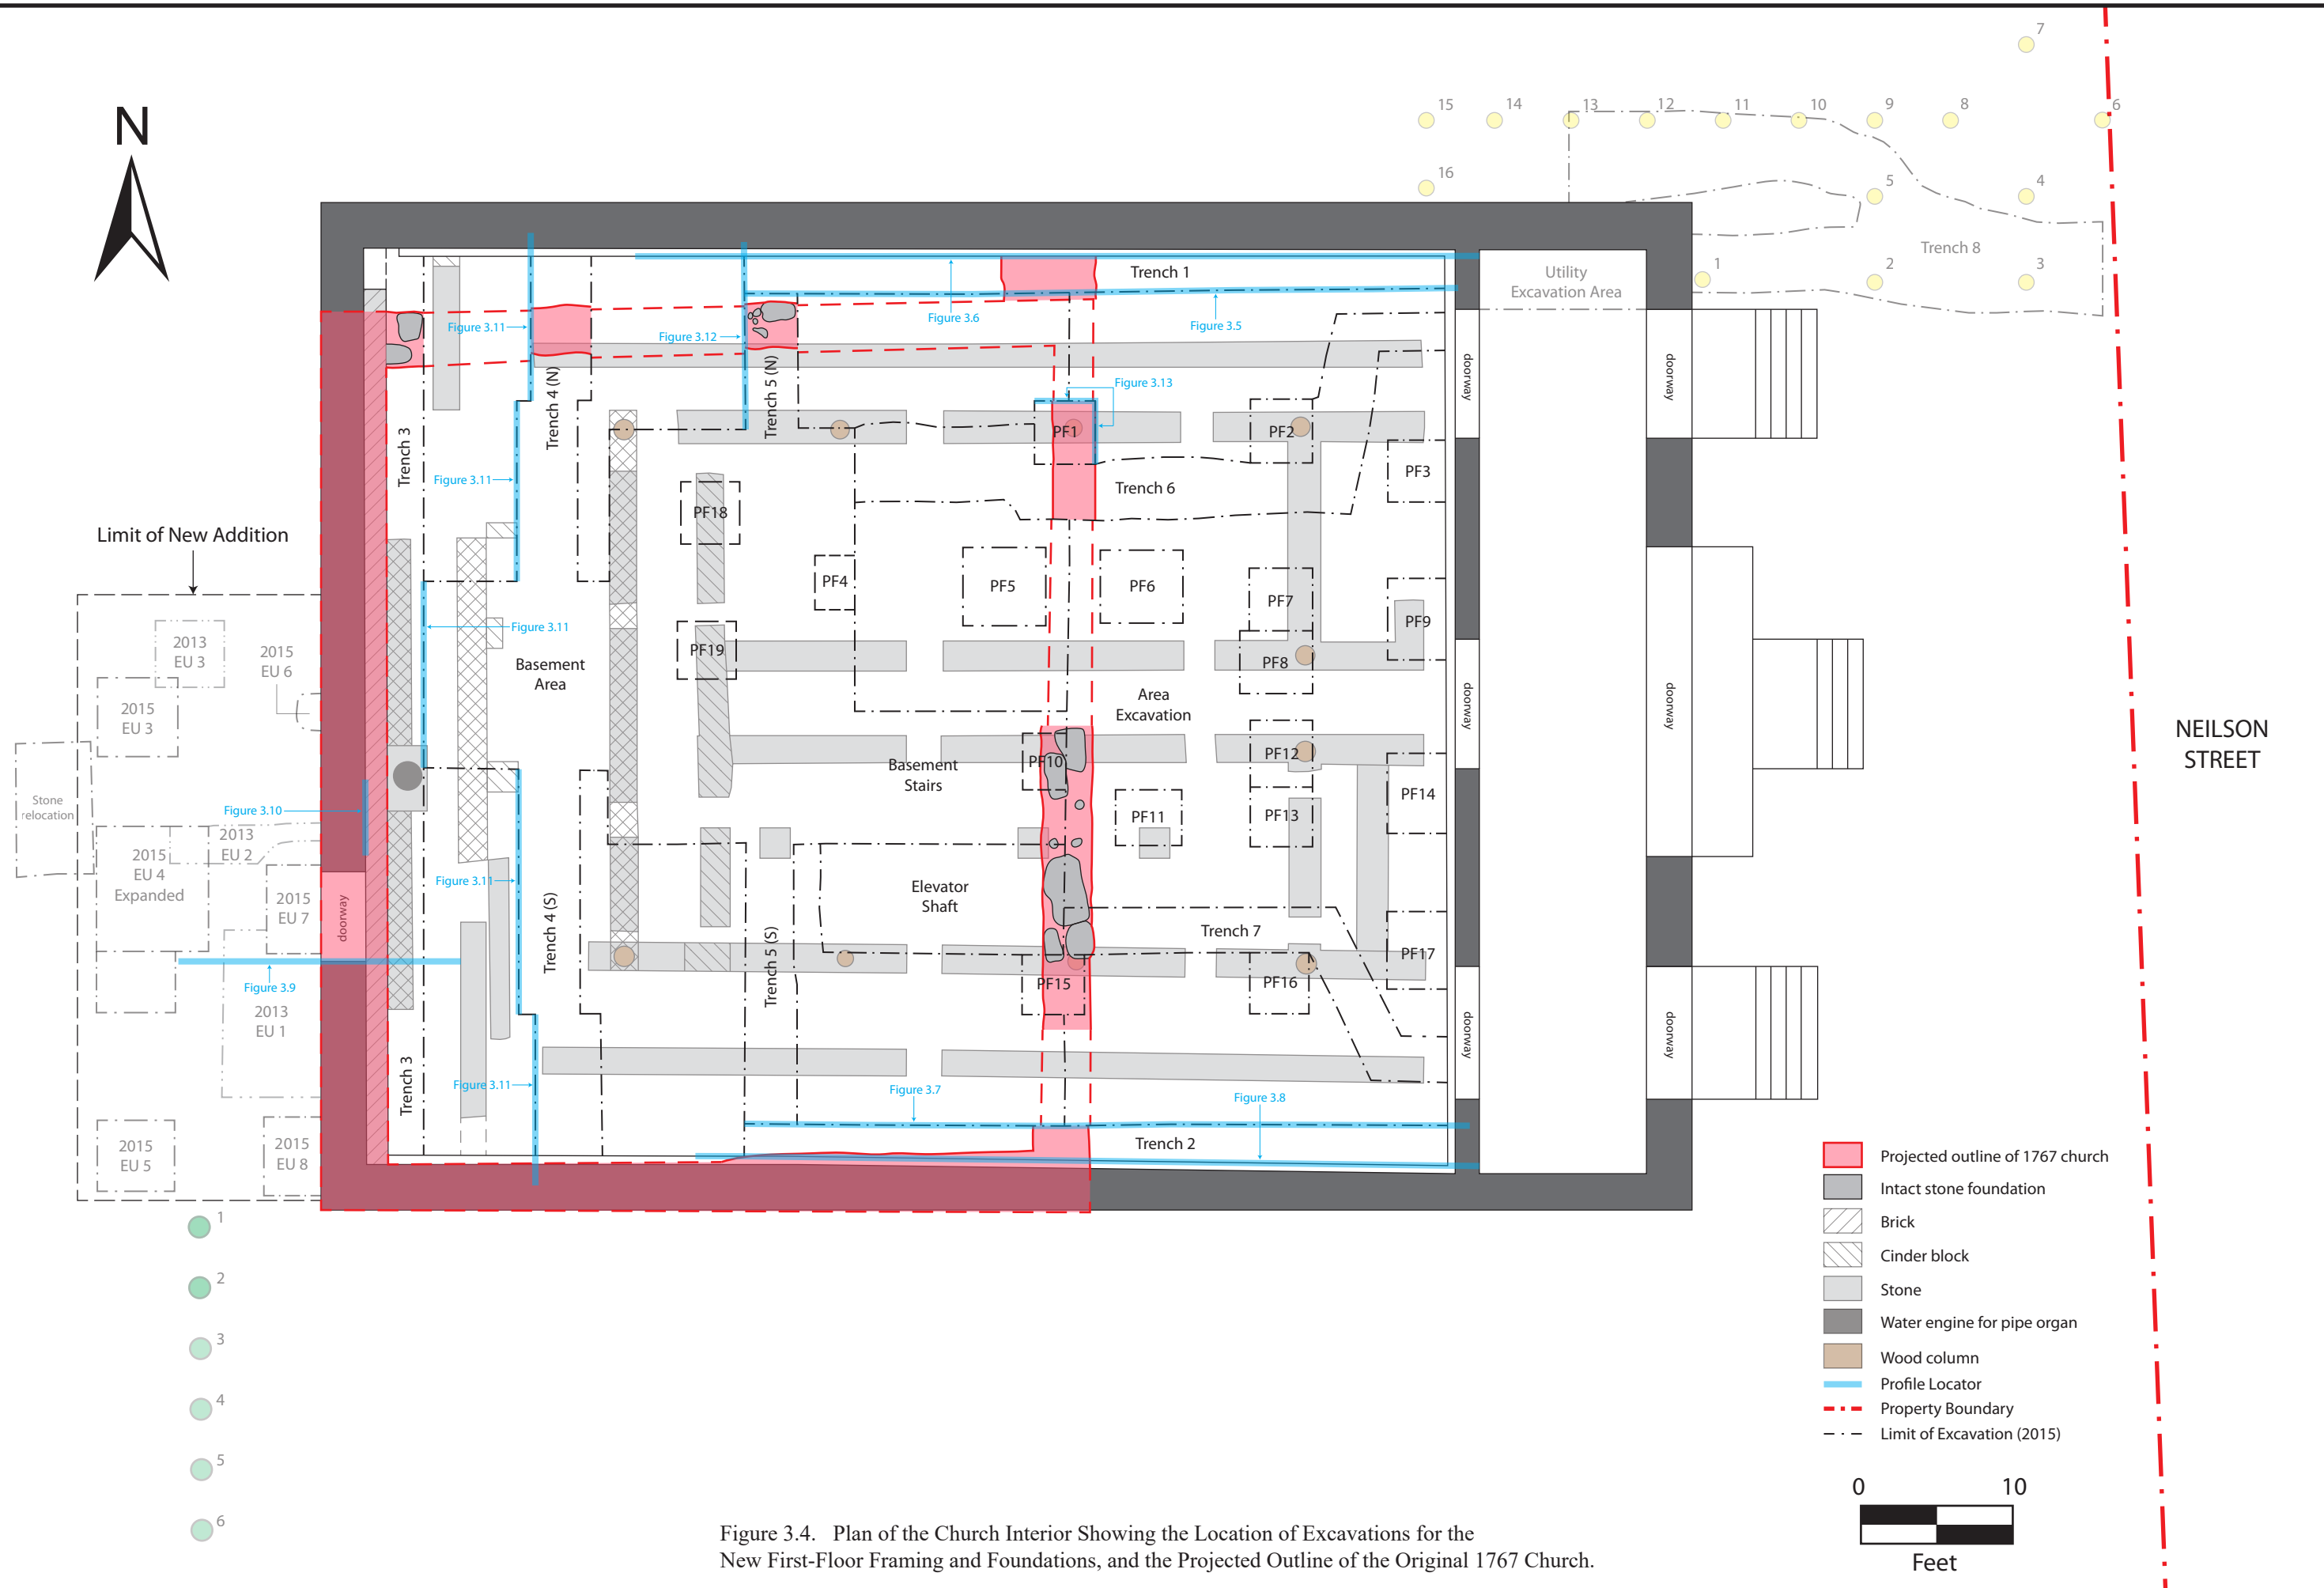 7
15
14
13
12
11
10
9
8
6
N
16
5
4
Trench 8
1
2
3
Utility
Excavation Area
Trench 1
Figure 3.6
Figure 3.5
Figure 3.11
Figure 3.12
doorway
doorway
Trench 5 (N)
Figure 3.13
Trench 4 (N)
PF1
PF2
Trench 3
PF3
Figure 3.11
Trench 6
PF18
Limit of New Addition
PF4
PF5
PF6
PF7
Figure 3.11
PF9
2013
EU 3
2015
EU 6
PF19
Basement
Area
PF8
doorway
doorway
Area
Excavation
2015
EU 3
NEILSON
STREET
PF10
PF12
Basement
Stairs
PF14
Stone
relocation
Figure 3.10
PF11
PF13
2013
EU 2
2015
EU 4
Expanded
Figure 3.11
Elevator
Shaft
2015
EU 7
doorway
Trench 4 (S)
Trench 7
Trench 5 (S)
PF17
Figure 3.9
PF15
PF16
2013
EU 1
doorway
doorway
Trench 3
Figure 3.11
Figure 3.7
Figure 3.8
2015
EU 5
2015
EU 8
Trench 2
Projected outline of 1767 church
Intact stone foundation
Brick
Cinder block
Stone
Water engine for pipe organ
Wood column
Profile Locator
Property Boundary
Limit of Excavation (2015)
1
2
3
4
5
6
0 10
Feet
Figure 3.4. Plan of the Church Interior Showing the Location of Excavations for the
New First-Floor Framing and Foundations, and the Projected Outline of the Original 1767 Church.